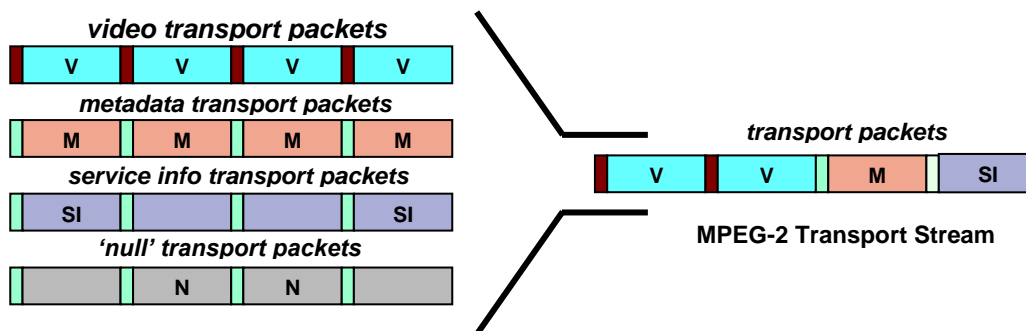 video transport packets
V V V V
metadata transport packets
M M M M
service info transport packets
SI SI
‘null’ transport packets
N N
transport packets
V V M SI
MPEG-2 Transport Stream